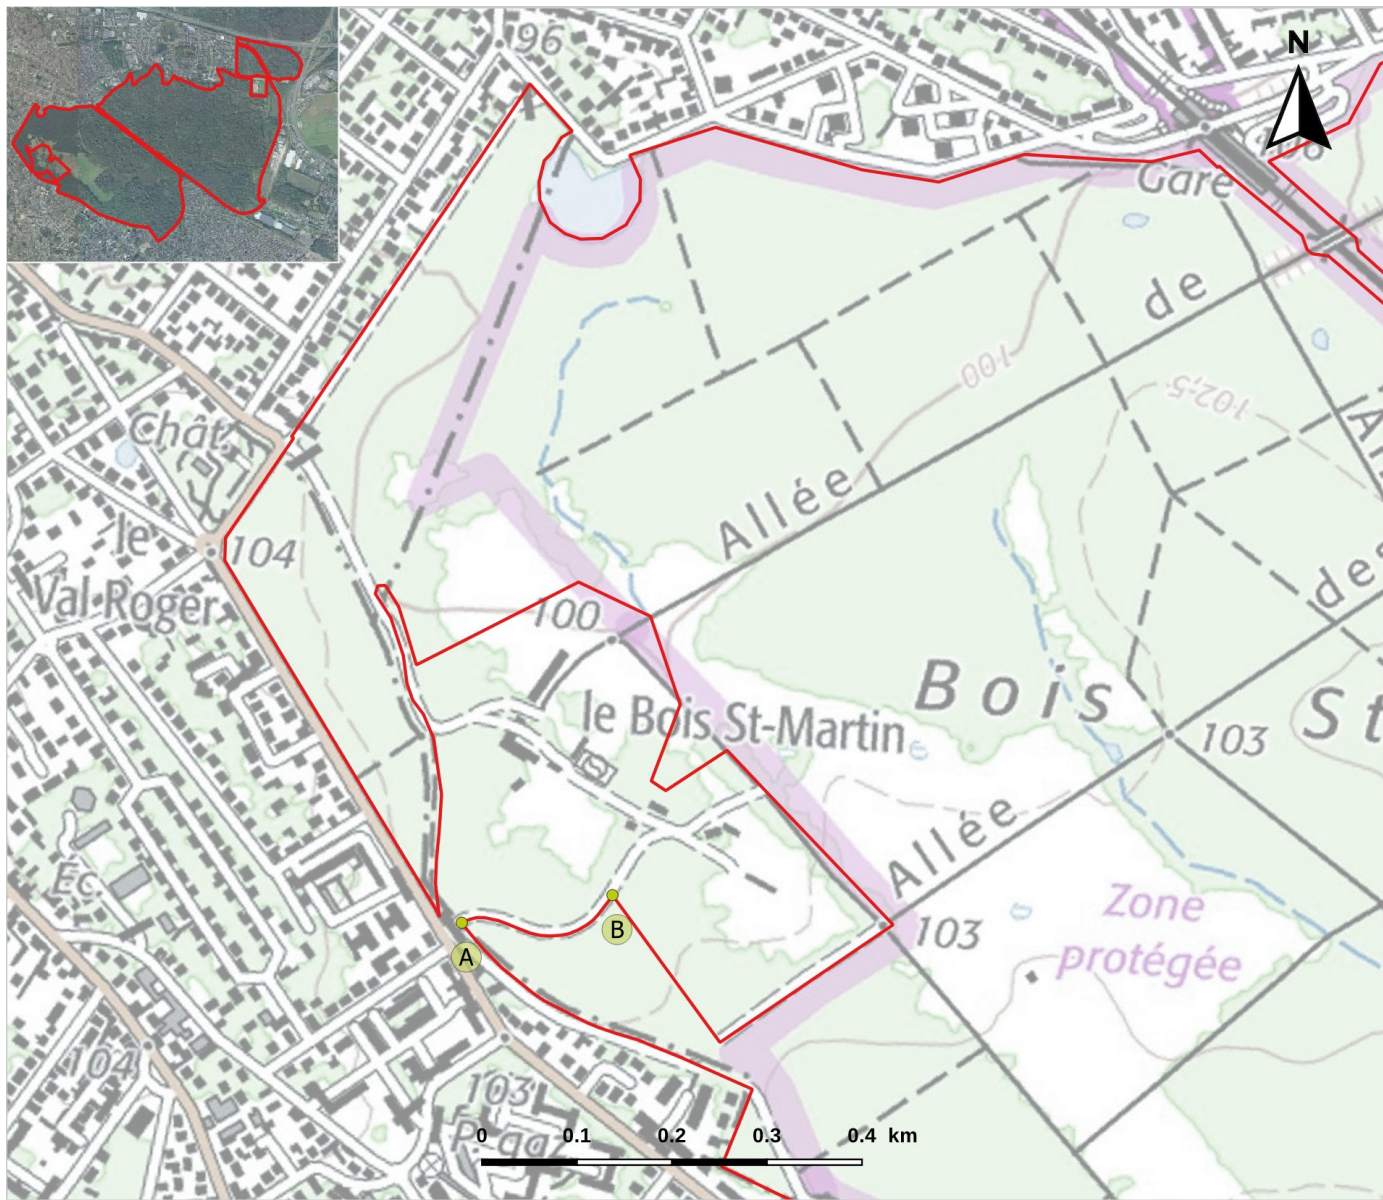 96
N
Gare
de
100
102,5
Chât.
Allée
le
104
Val Roger
des
100
Bois
St
le Bois St-Martin
103
Allée
Éc.
Zone
protégée
103
B
A
104
103
0 0.1 0.2 0.3 0.4 km